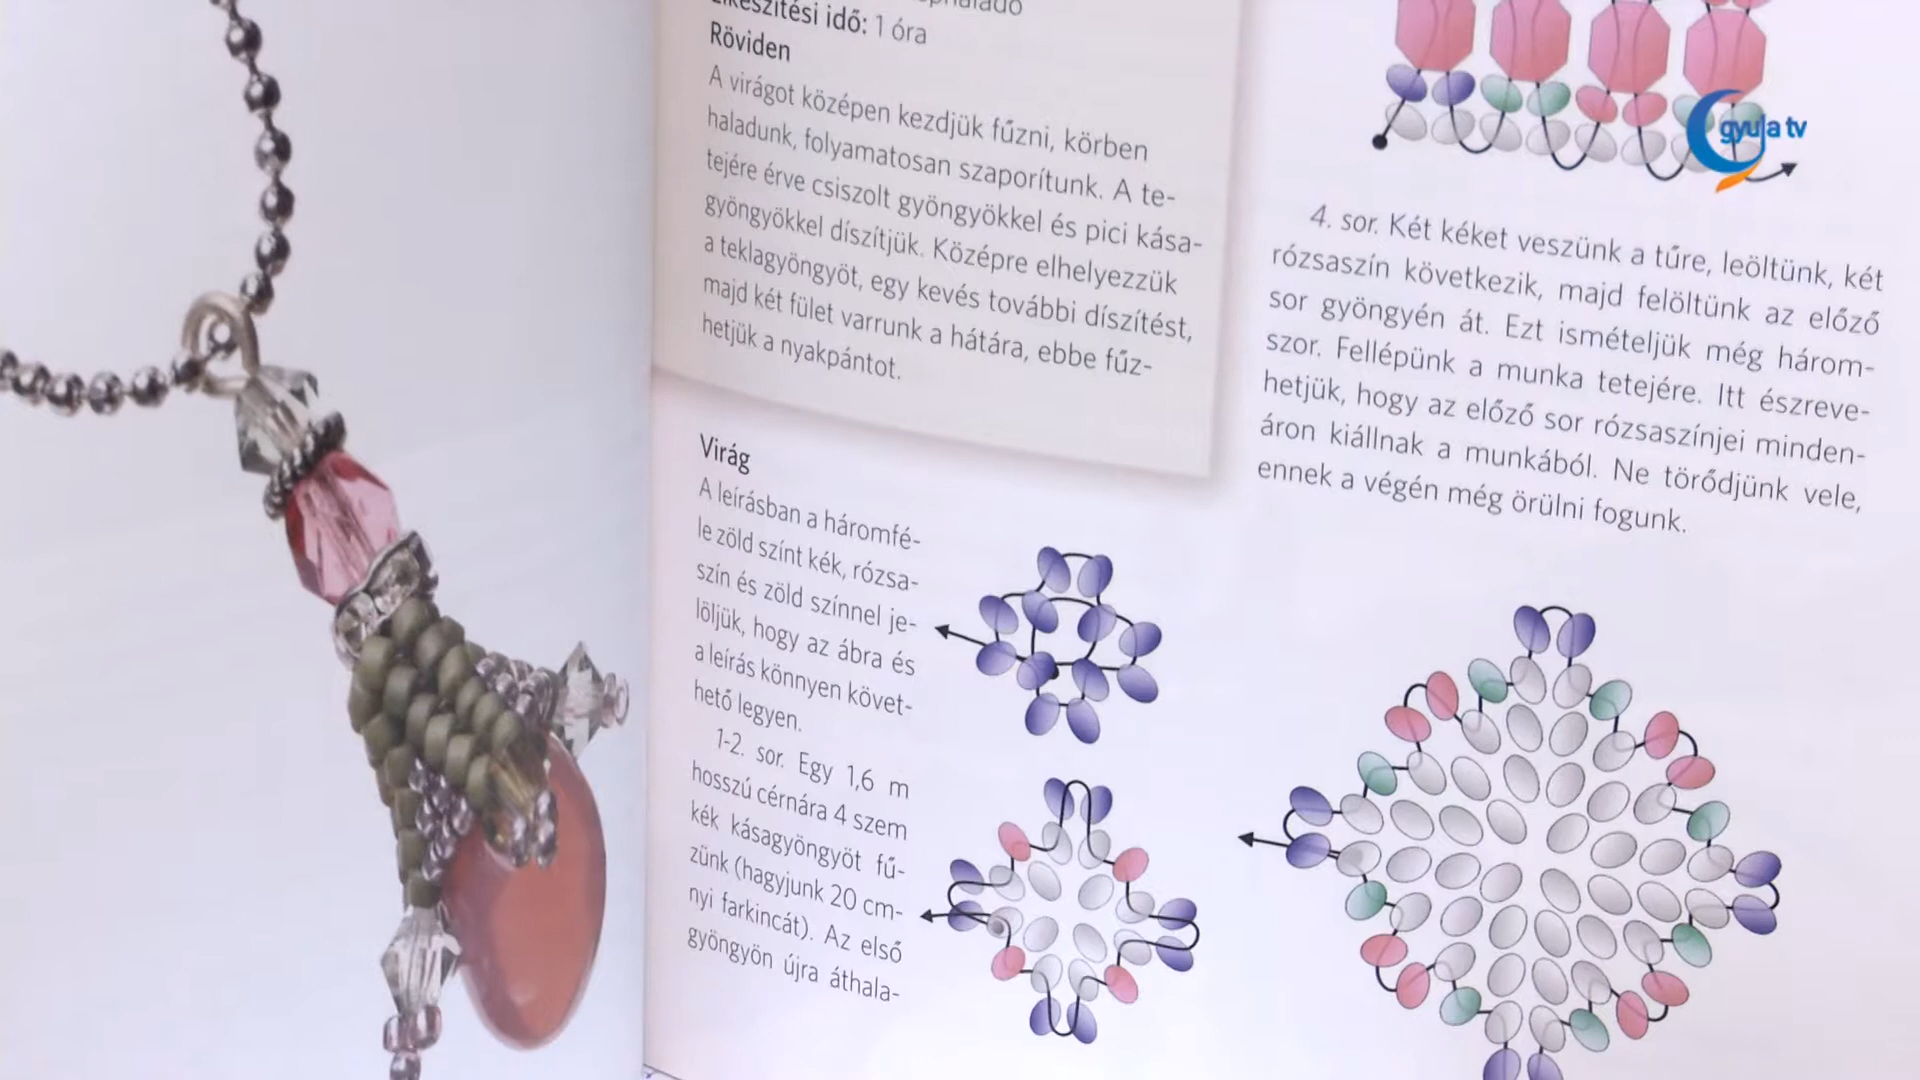 készítési idő: 1 óra
Röviden
A virágot középen kezdjük fűzni, körben
haladunk, folyamatosan szaporítunk. A te-
tejére érve csiszolt gyöngyökkel és pici kása-
gyöngyökkel díszítjük. Középre elhelyezzük
a teklagyöngyöt, egy kevés további díszítést,
majd két fület varrunk a hátára, ebbe fűz-
hetjük a nyakpántot.
Virág
A leírásban a háromfé-
le zöld színt kék, rózsa-
szín és zöld színnel je-
löljük, hogy az ábra és
a leírás könnyen követ-
hető legyen.
1-2. sor. Egy 1,6 m
hosszú cérnára 4 szem
kék kásagyöngyöt fű-
zünk (hagyjunk 20 cm-
nyi farkincát). Az első
gyöngyön újra áthala-
gyula tv
4. sor. Két kéket veszünk a tűre, leöltünk, két
rózsaszín következik, majd felöltünk az előző
sor gyöngyén át. Ezt ismételjük még három-
szor. Fellépünk a munka tetejére. Itt észreve-
hetjük, hogy az előző sor rózsaszínjei minden-
áron kiállnak a munkából. Ne törődjünk vele,
ennek a végén még örülni fogunk.